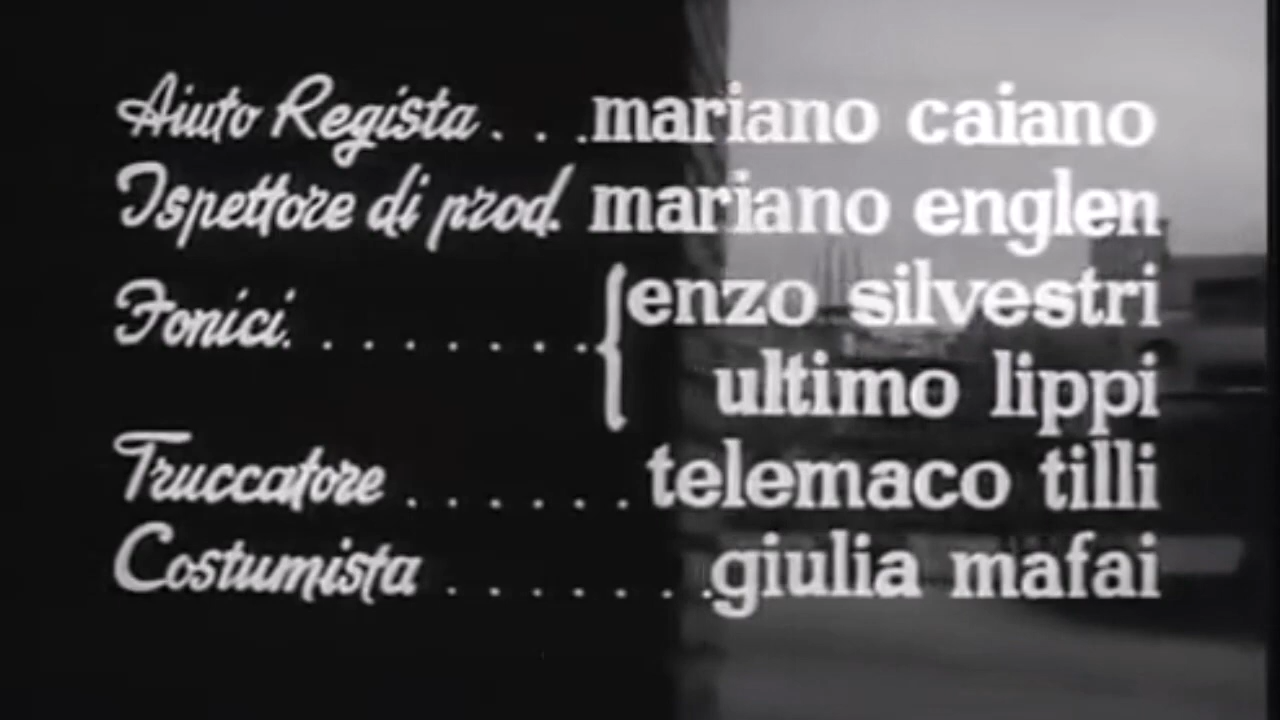 Aiuto Regista . . . mariano caiano
Ispettore di prod. mariano englen
Fonici. . . . . . . . { enzo silvestri
ultimo lippi
Truccatore . . . . . . telemaco tilli
Costumista . . . . . . . giulia mafai